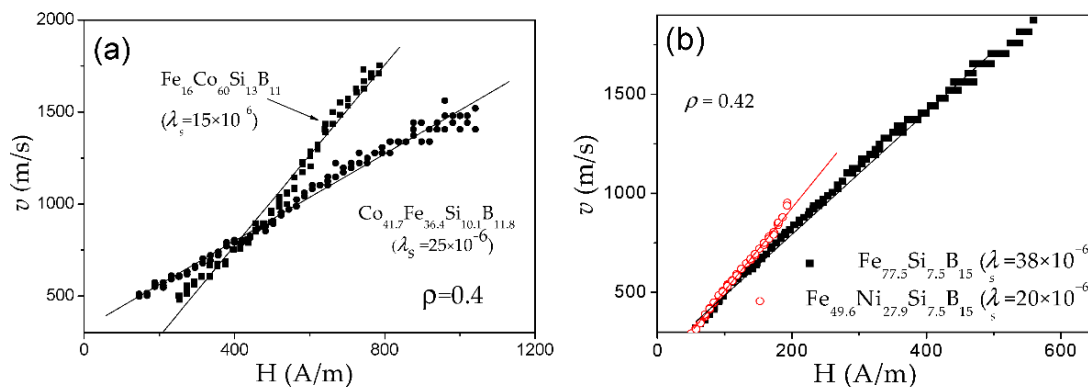 (a)
Fe16Co60Si13B11
(λs=15×10-6)
Co41.7Fe36.4Si10.1B11.8
(λs=25×10-6)
ρ=0.4
v (m/s)
2000
1500
1000
500
0
400
800
1200
H (A/m)
(b)
ρ = 0.42
Fe77.5Si7.5B15 (λs=38×10-6
Fe49.6Ni27.9Si7.5B15 (λs=20×10-6
v (m/s)
1500
1000
500
0
200
400
600
H (A/m)